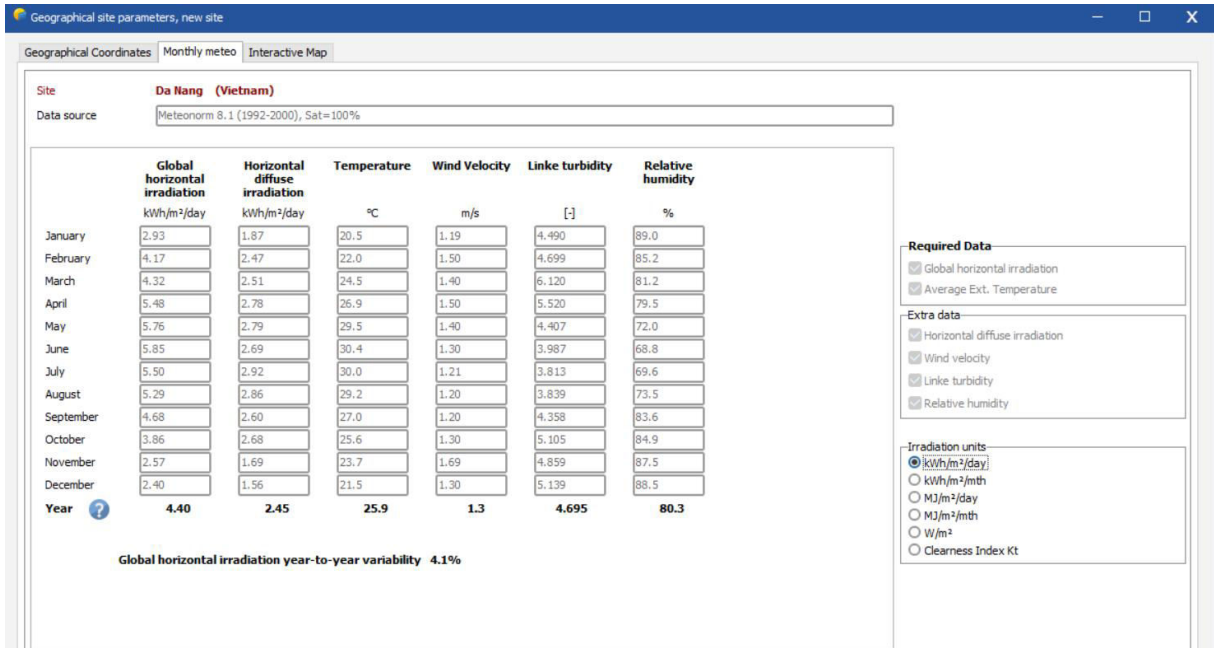 Geographical site parameters, new site
Geographical Coordinates Monthly meteo Interactive Map
Site Da Nang (Vietnam)
Data source Meteonorm 8.1 (1992-2000), Sat=100%
Global horizontal irradiation Horizontal diffuse irradiation Temperature Wind Velocity Linke turbidity Relative humidity
kWh/m²/day kWh/m²/day °C m/s [-] %
January 2.93 1.87 20.5 1.19 4.490 89.0
February 4.17 2.47 22.0 1.50 4.699 85.2
March 4.32 2.51 24.5 1.40 6.120 81.2
April 5.48 2.78 26.9 1.50 5.520 79.5
May 5.76 2.79 29.5 1.40 4.407 72.0
June 5.85 2.69 30.4 1.30 3.987 68.8
July 5.50 2.92 30.0 1.21 3.813 69.6
August 5.29 2.86 29.2 1.20 3.839 73.5
September 4.68 2.60 27.0 1.20 4.358 83.6
October 3.86 2.68 25.6 1.30 5.105 84.9
November 2.57 1.69 23.7 1.69 4.859 87.5
December 2.40 1.56 21.5 1.30 5.139 88.5
Year ? 4.40 2.45 25.9 1.3 4.695 80.3
Global horizontal irradiation year-to-year variability 4.1%
Required Data
Global horizontal irradiation
Average Ext. Temperature
Extra data
Horizontal diffuse irradiation
Wind velocity
Linke turbidity
Relative humidity
Irradiation units
kWh/m²/day
kWh/m²/mth
MJ/m²/day
MJ/m²/mth
W/m²
Clearness Index Kt